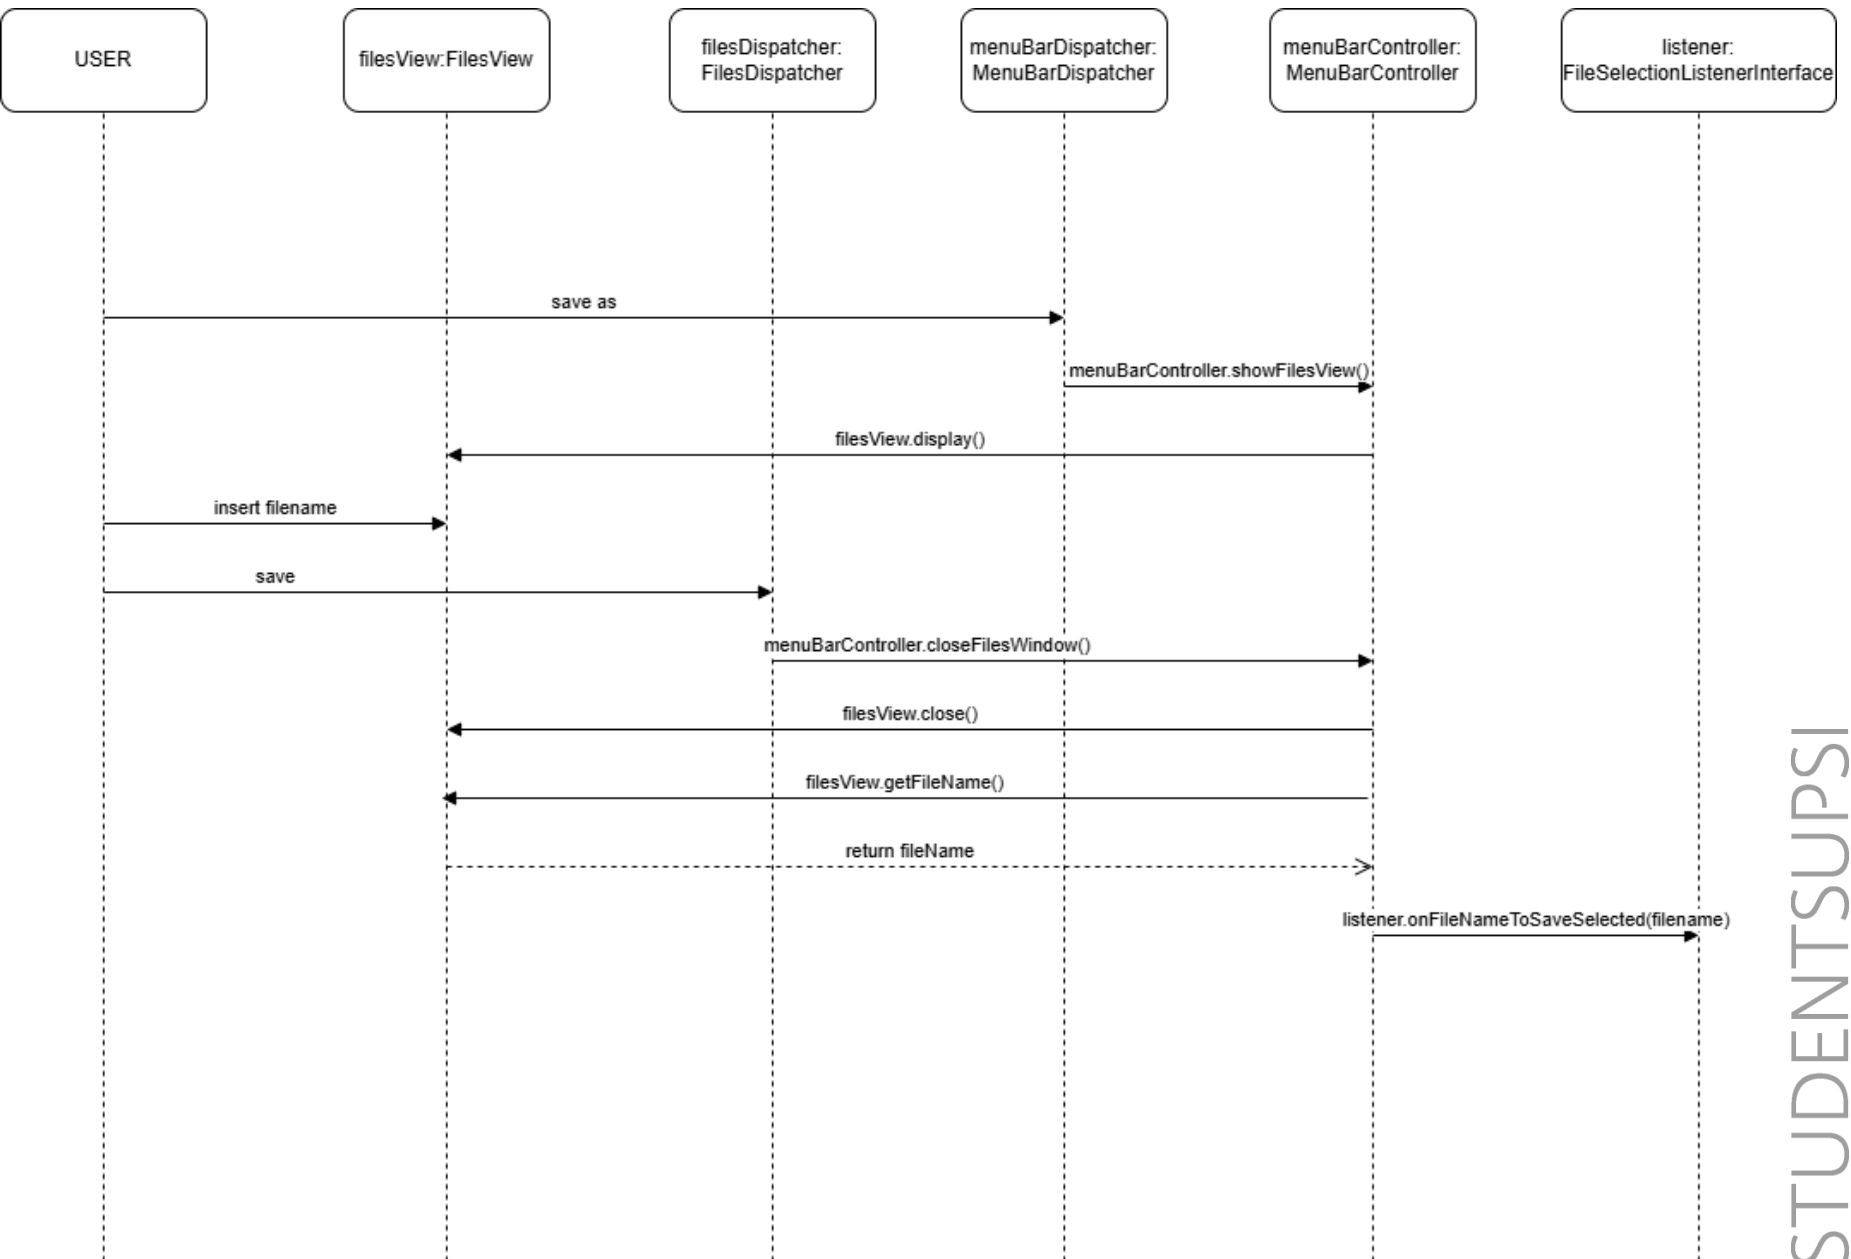 USER
filesView:FilesView
filesDispatcher:
FilesDispatcher
menuBarDispatcher:
MenuBarDispatcher
menuBarController:
MenuBarController
listener:
FileSelectionListenerInterface
save as
menuBarController.showFilesView()
filesView.display()
insert filename
save
menuBarController.closeFilesWindow()
filesView.close()
filesView.getFileName()
return fileName
listener.onFileNameToSaveSelected(filename)
STUDENTSUPSI